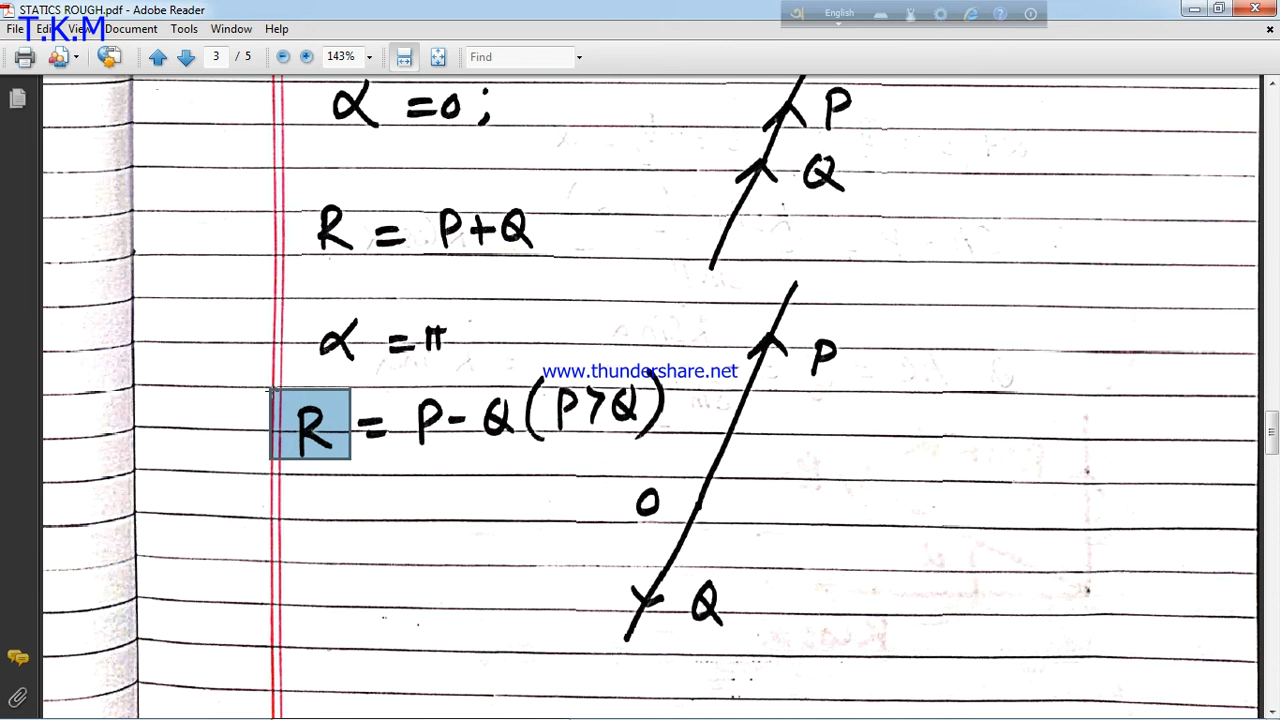 STATICS ROUGH.pdf - Adobe Reader
T.K.M
English
File Edit View Document Tools Window Help
3 / 5 143% Find
α = 0 ;
P
Q
R = P+Q
α = π
www.thundershare.net
P
R = P - Q (P > Q)
O
Q